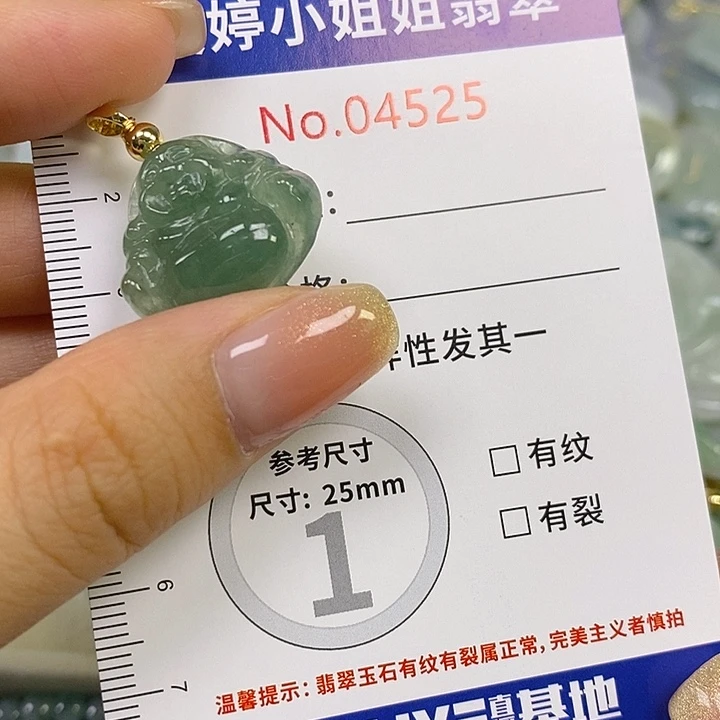 婷小姐姐翡翠
No.04525
2
:
格:
样性发其一
参考尺寸
尺寸: 25mm
1
□ 有纹
□ 有裂
6
7
温馨提示: 翡翠玉石有纹有裂属正常, 完美主义者慎拍
基地